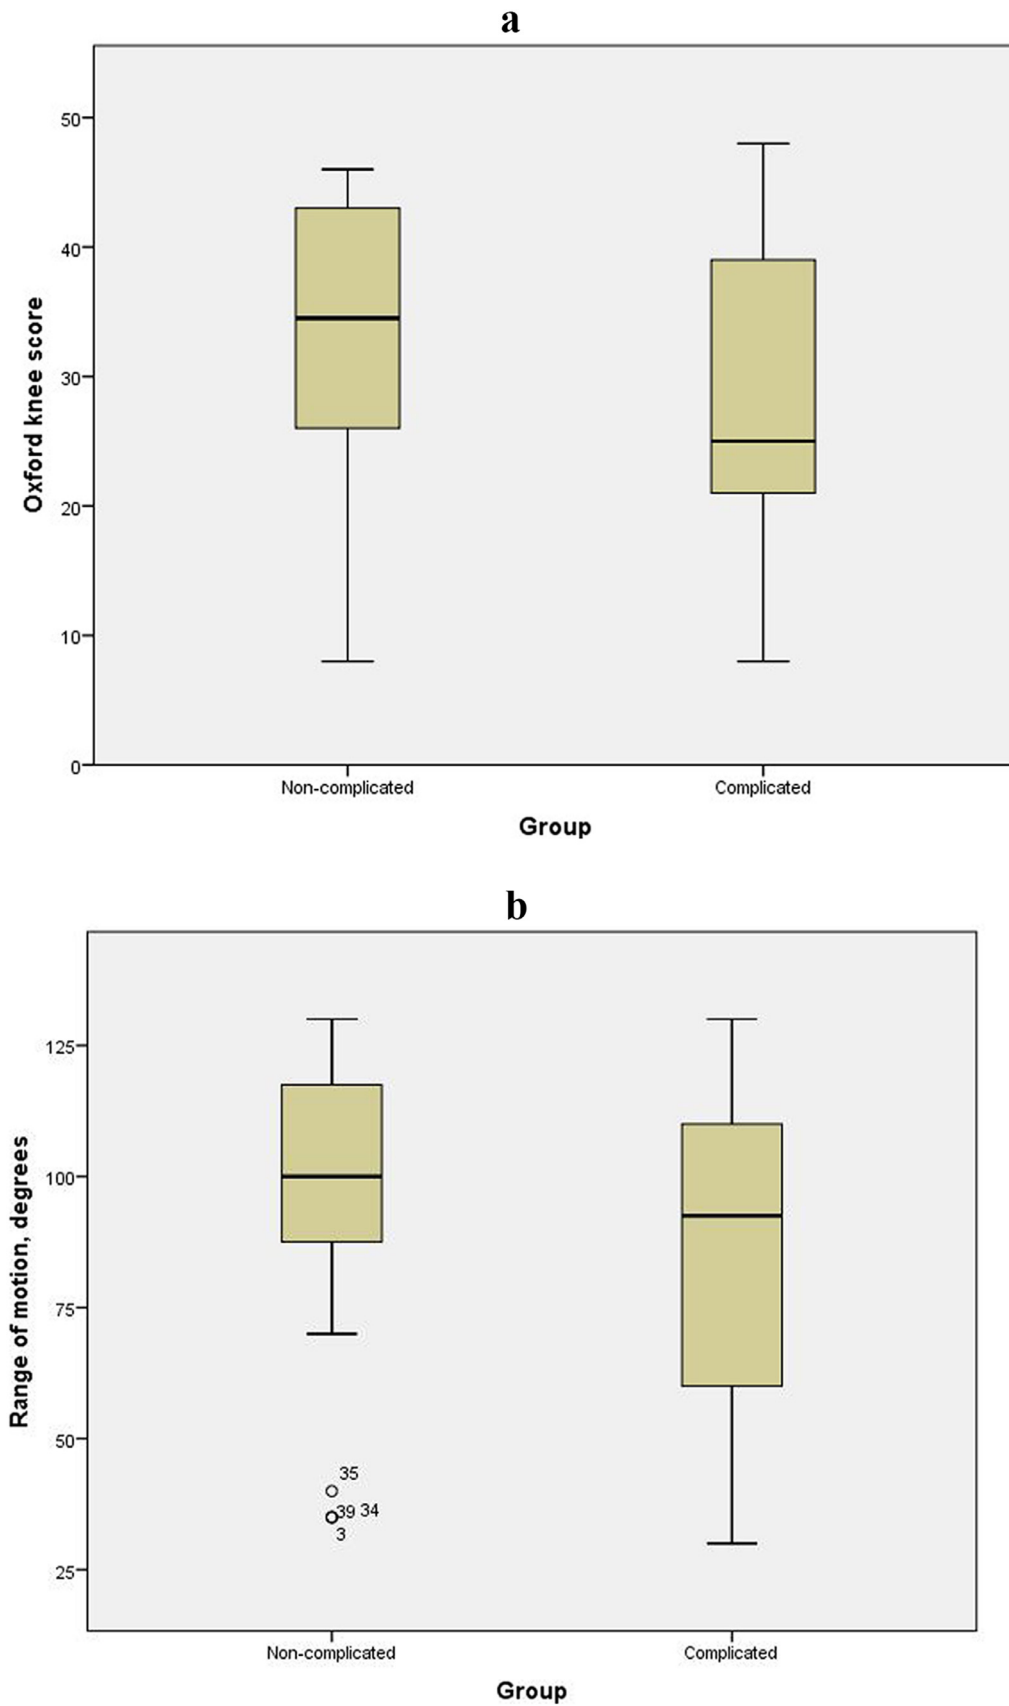 a
50
40
30
20
10
0
Oxford knee score
Non-complicated Complicated
Group
b
125
100
75
50
25
Range of motion, degrees
35
39 34
3
Non-complicated Complicated
Group